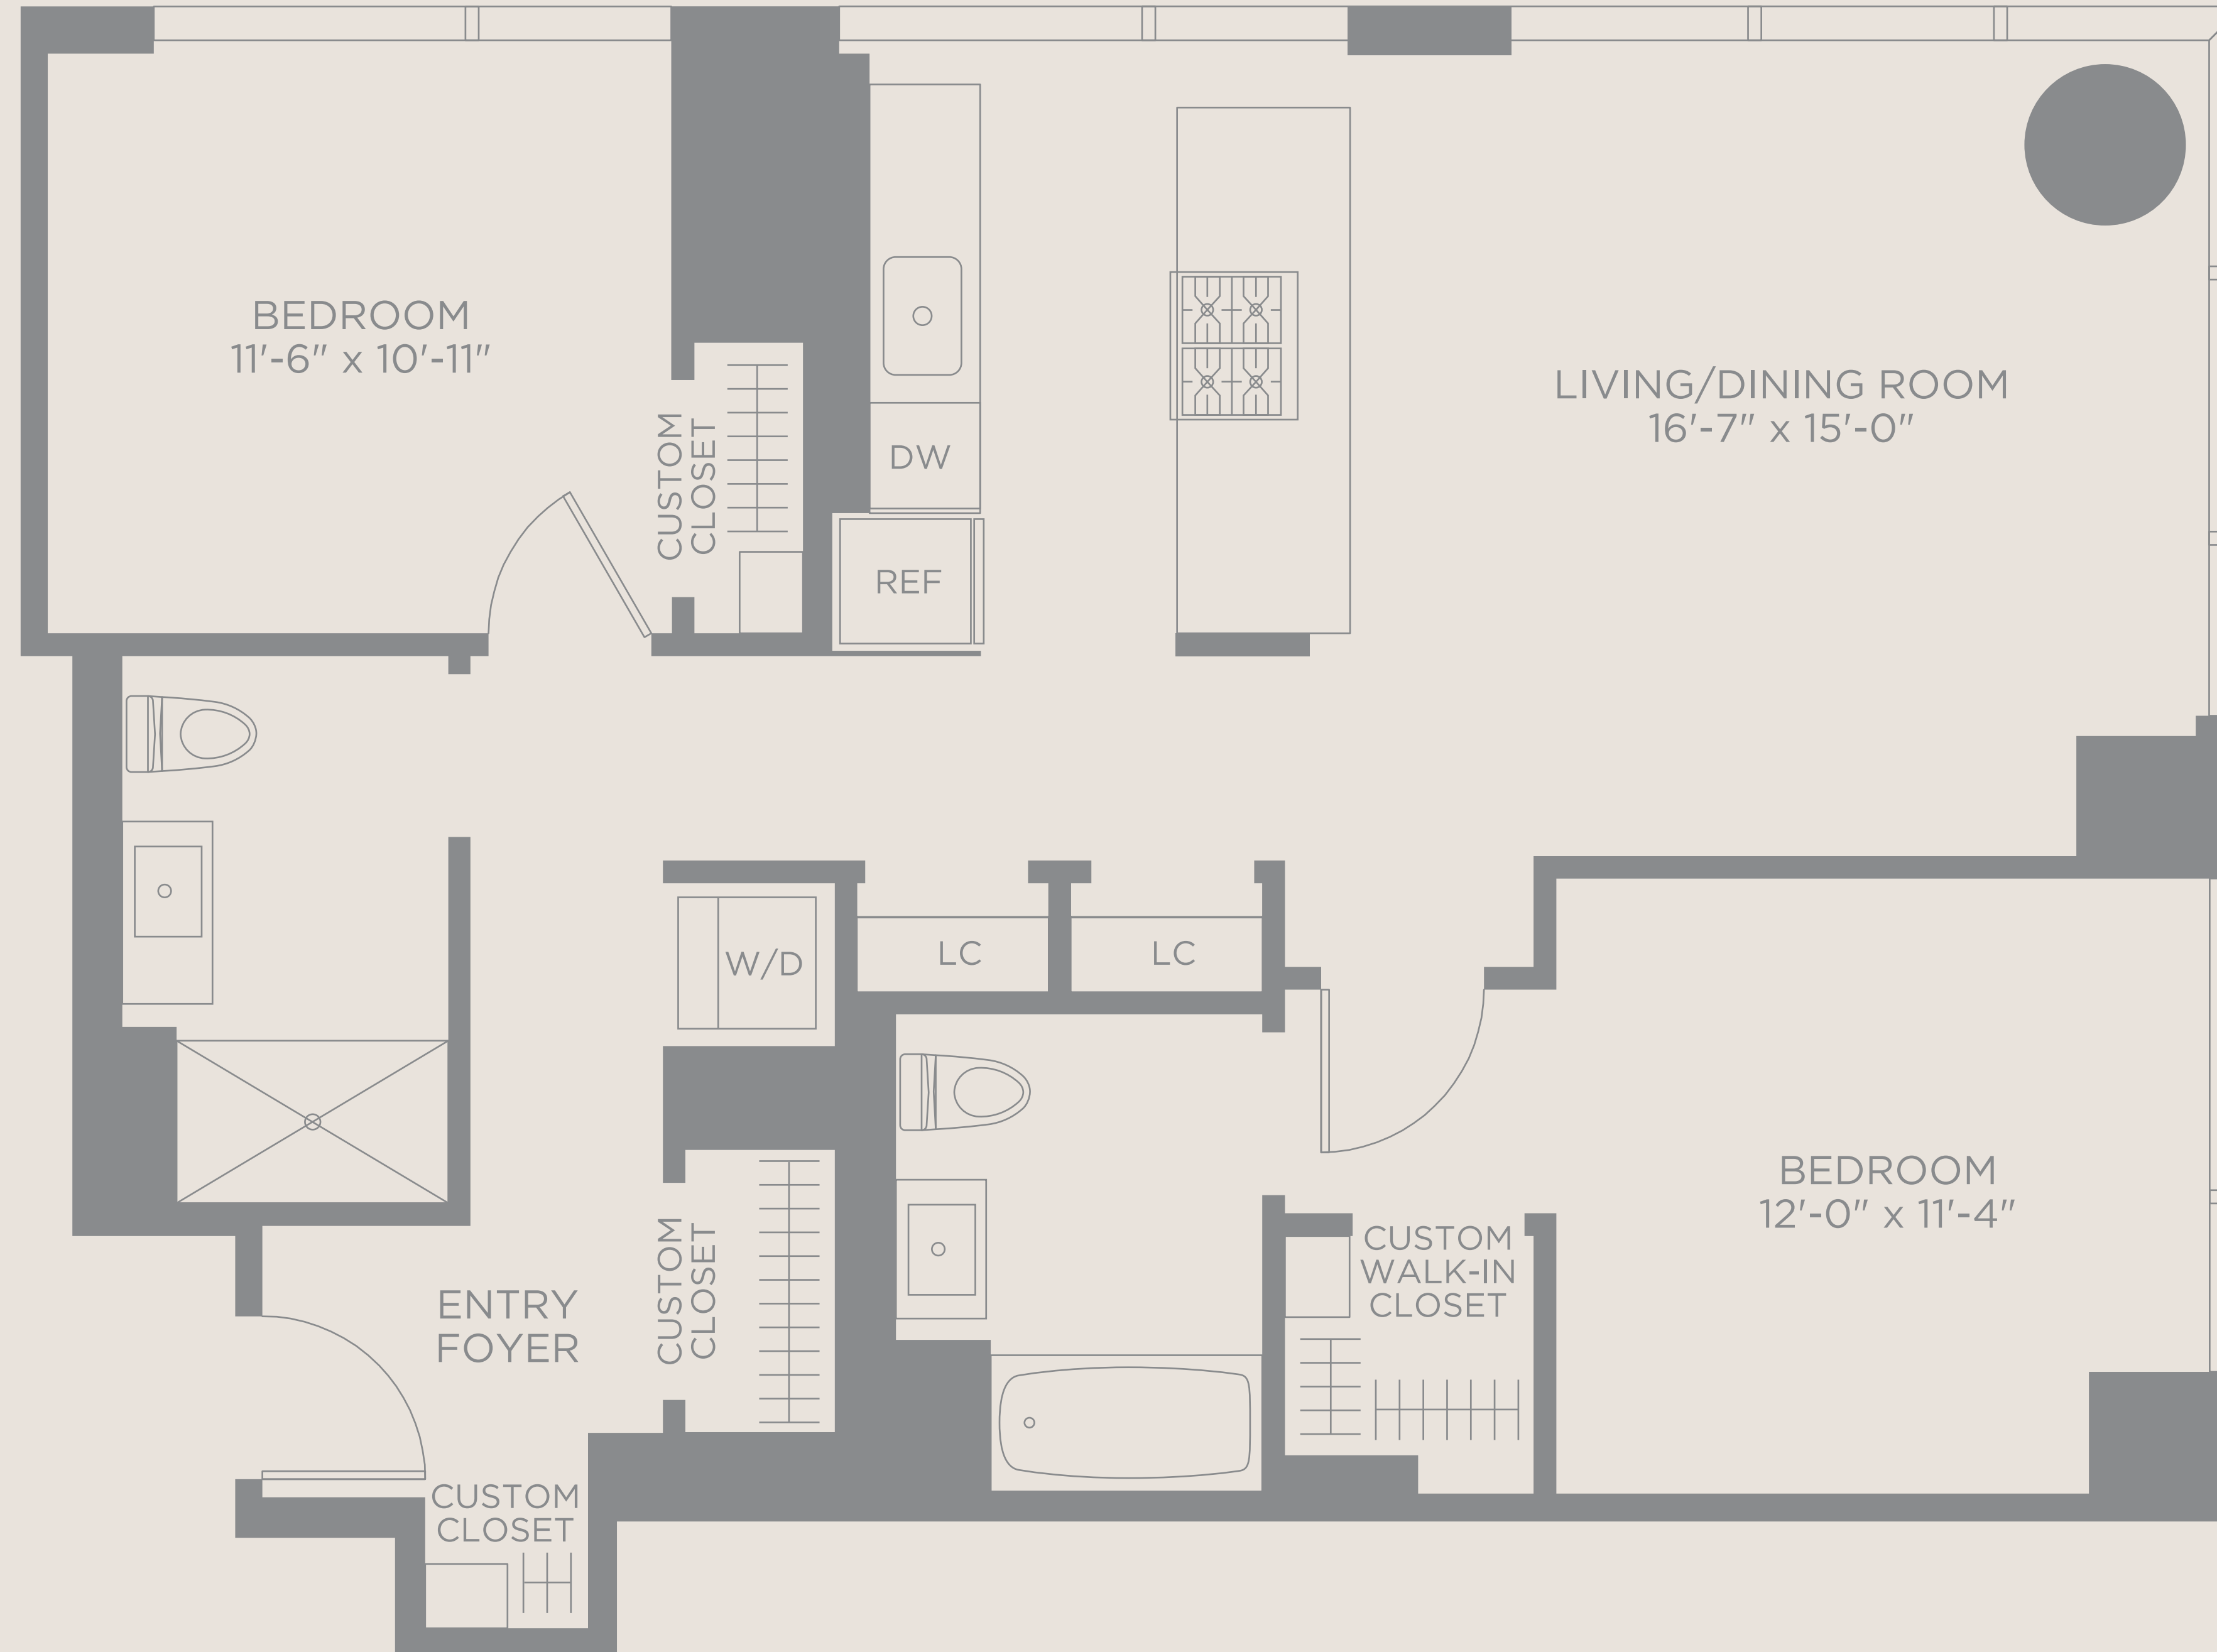 BEDROOM
11'-6" x 10'-11"
CUSTOM
CLOSET
DW
REF
LIVING/DINING ROOM
16'-7" x 15'-0"
W/D
LC
LC
BEDROOM
12'-0" x 11'-4"
CUSTOM
WALK-IN
CLOSET
ENTRY
FOYER
CUSTOM
CLOSET
CUSTOM
CLOSET